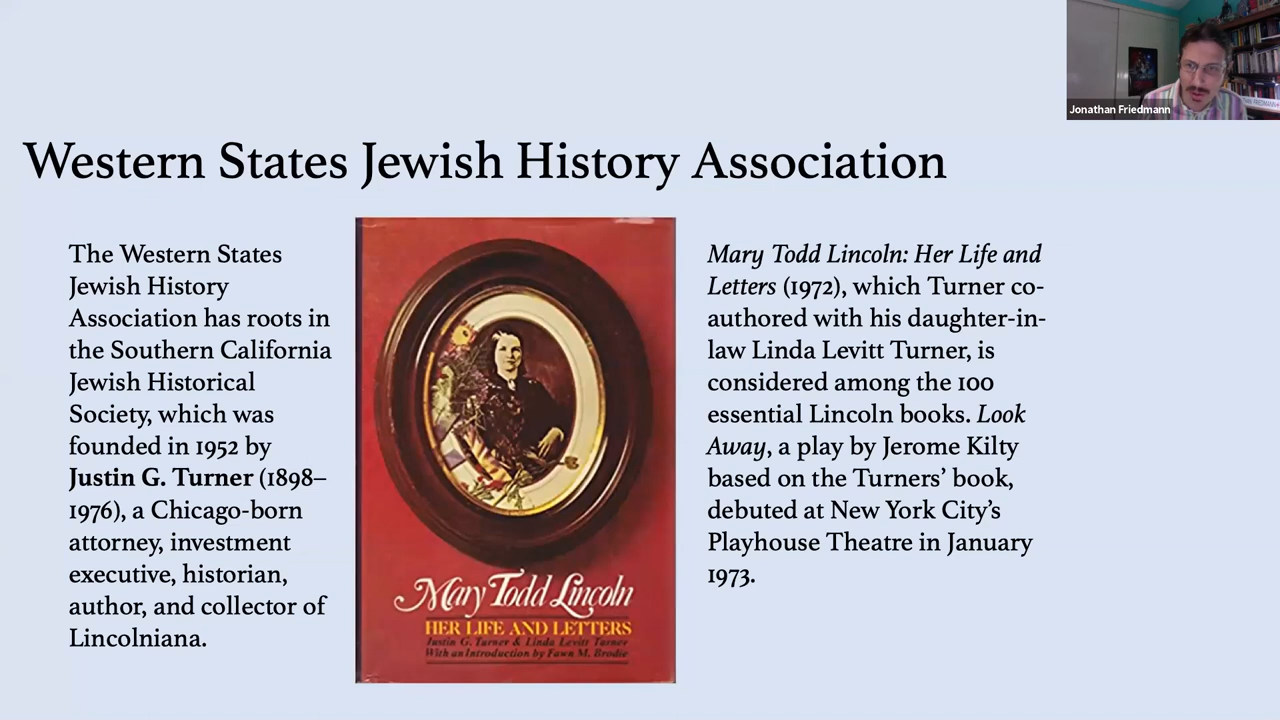 Jonathan Friedmann
Western States Jewish History Association
The Western States
Jewish History
Association has roots in
the Southern California
Jewish Historical
Society, which was
founded in 1952 by
Justin G. Turner (1898–
1976), a Chicago-born
attorney, investment
executive, historian,
author, and collector of
Lincolniana.
Mary Todd Lincoln
HER LIFE AND LETTERS
Justin G. Turner & Linda Levitt Turner
With an Introduction by Fawn M. Brodie
Mary Todd Lincoln: Her Life and
Letters (1972), which Turner co-
authored with his daughter-in-
law Linda Levitt Turner, is
considered among the 100
essential Lincoln books. Look
Away, a play by Jerome Kilty
based on the Turners’ book,
debuted at New York City’s
Playhouse Theatre in January
1973.